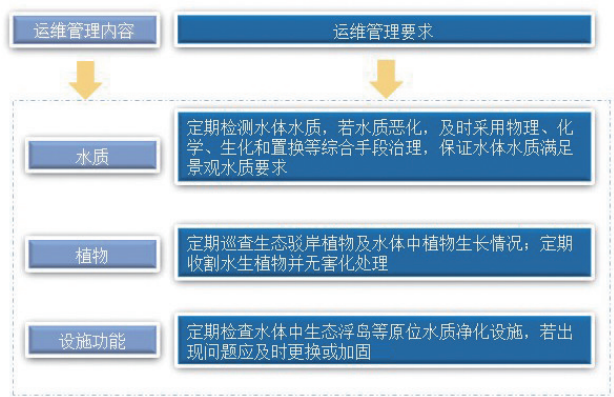 运维管理内容
运维管理要求
水质
定期检测水体水质，若水质恶化，及时采用物理、化
学、生化和置换等综合手段治理，保证水体水质满足
景观水质要求
植物
定期巡查生态驳岸植物及水体中植物生长情况；定期
收割水生植物并无害化处理
设施功能
定期检查水体中生态浮岛等原位水质净化设施，若出
现问题应及时更换或加固